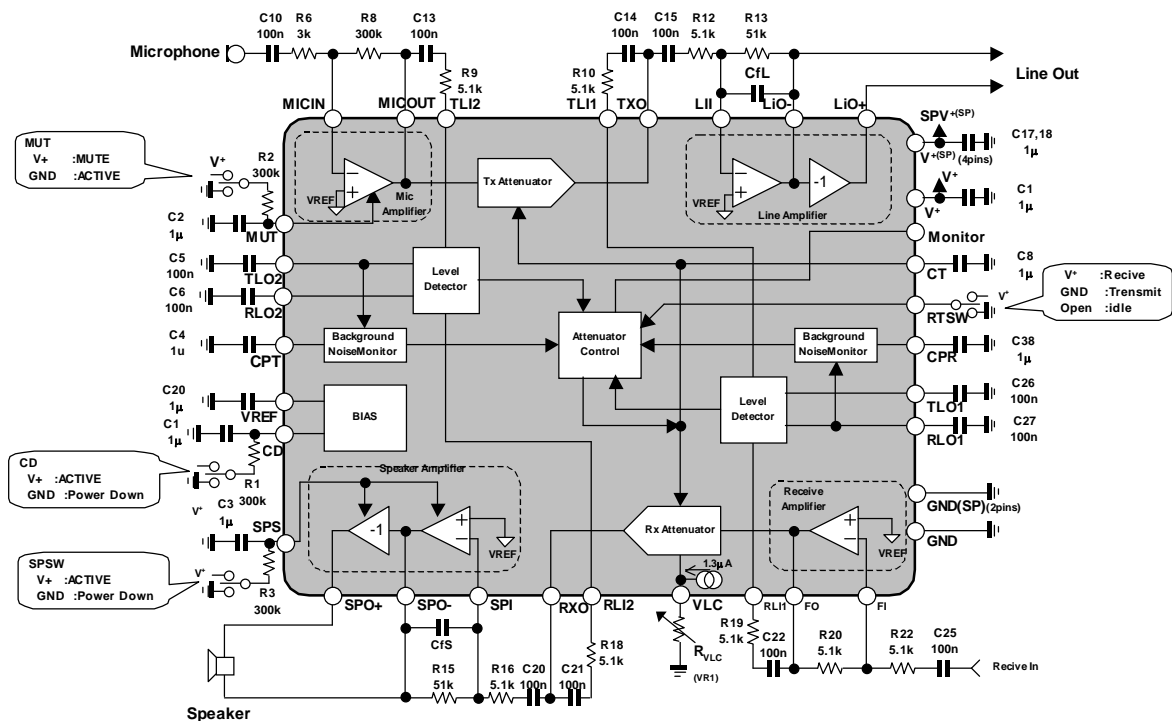 C10
100n
R6
3k
R8
300k
C13
100n
C14
100n
C15
100n
R12
5.1k
R13
51k
Microphone
R9
5.1k
R10
5.1k
CfL
Line Out
MICIN
MICOUT
TLI2
TLI1
TXO
LII
LiO-
LiO+
MUT
V+ :MUTE
GND :ACTIVE
V+
R2
300k
C2
1µ
MUT
VREF
Mic
Amplifier
Tx Attenuator
VREF
-1
Line Amplifier
SPV+(SP)
V+(SP) (4pins)
C17,18
1µ
V+
V+
C1
1µ
Monitor
C5
100n
TLO2
C6
100n
RLO2
Level
Detector
CT
C8
1µ
V+ :Recive
GND :Transmit
Open :idle
V+
RTSW
C4
1u
CPT
Background
NoiseMonitor
Attenuator
Control
Background
NoiseMonitor
CPR
C38
1µ
C20
1µ
VREF
BIAS
C1
1µ
CD
Level
Detector
TLO1
C26
100n
RLO1
C27
100n
CD
V+ :ACTIVE
GND :Power Down
R1
300k
V+
C3
1µ
SPS
Speaker Amplifier
-1
VREF
Rx Attenuator
Receive
Amplifier
VREF
GND(SP)(2pins)
GND
SPSW
V+ :ACTIVE
GND :Power Down
V+
R3
300k
1.3µA
SPO+
SPO-
SPI
RXO
RLI2
VLC
RLI1
FO
FI
CfS
R18
5.1k
R15
51k
R16
5.1k
C20
100n
C21
100n
RVLC
(VR1)
R19
5.1k
C22
100n
R20
5.1k
R22
5.1k
C25
100n
Recive In
Speaker